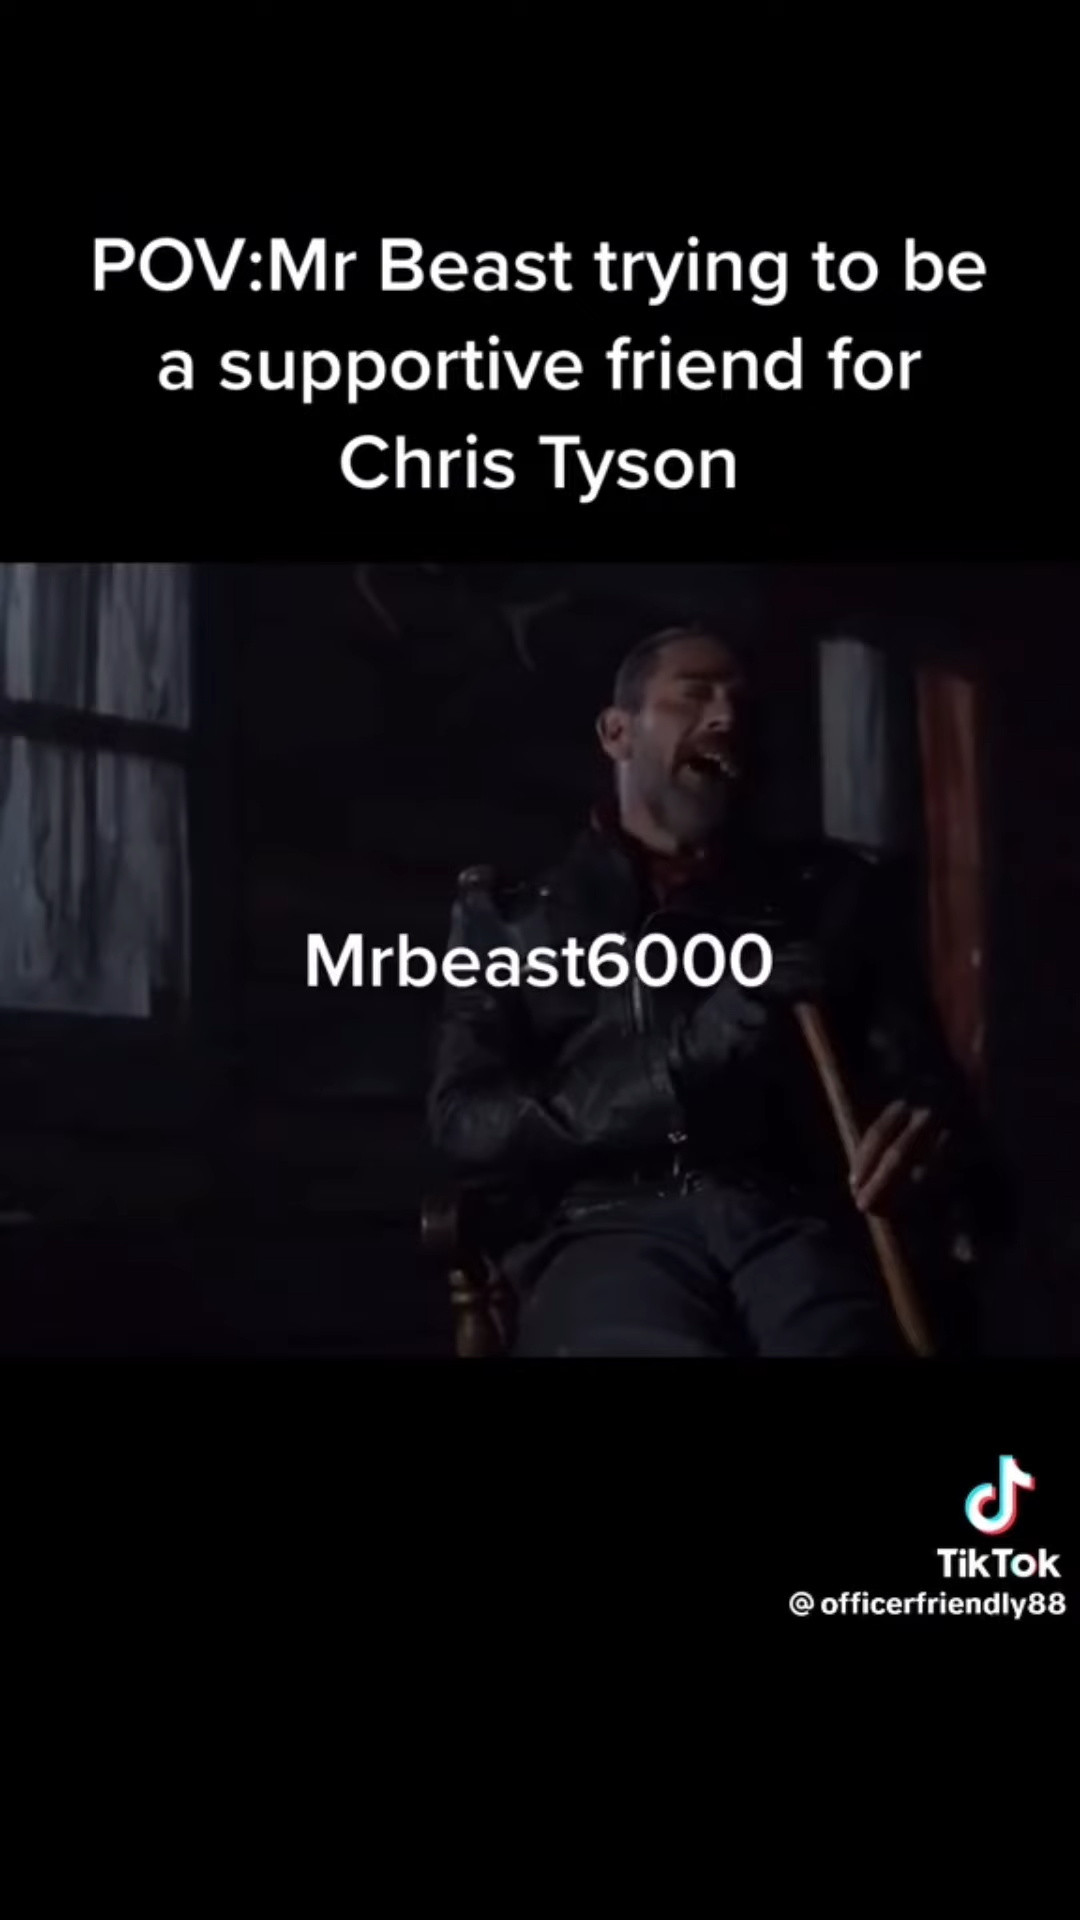 POV:Mr Beast trying to be
a supportive friend for
Chris Tyson
Mrbeast6000
TikTok
@officerfriendly88